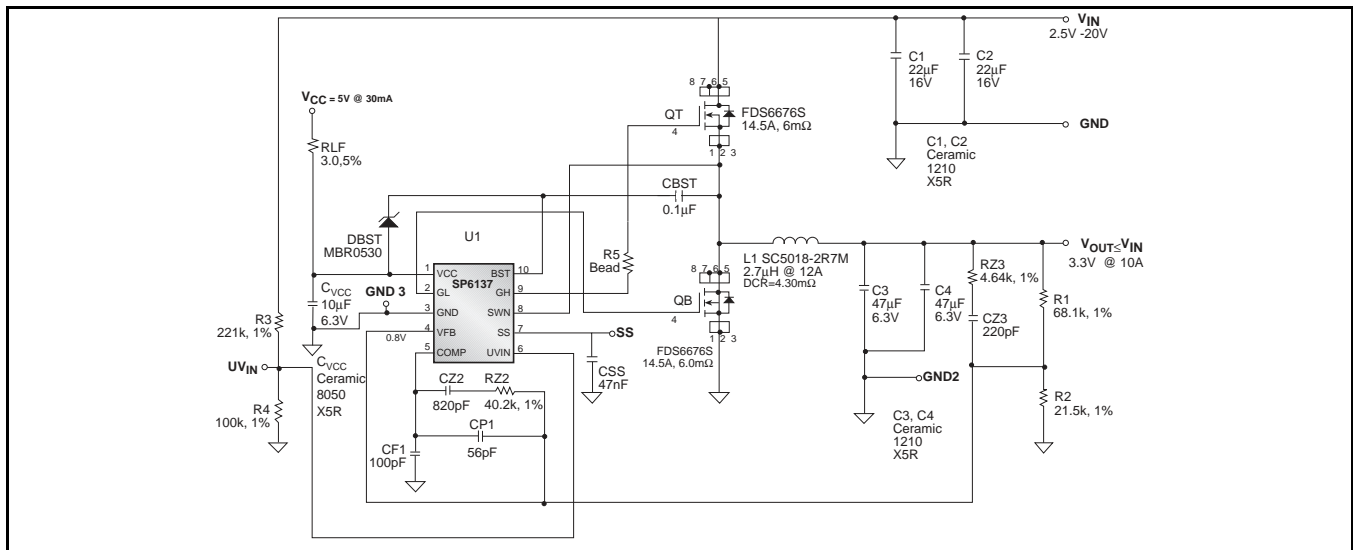 VIN
2.5V -20V
C1
22µF
16V
C2
22µF
16V
GND
C1, C2
Ceramic
1210
X5R
8 7 6 5
QT
4
FDS6676S
14.5A, 6mΩ
1 2 3
VCC = 5V @ 30mA
RLF
3.0,5%
CBST
0.1µF
DBST
MBR0530
U1
R5
Bead
VOUT≤VIN
3.3V @ 10A
L1 SC5018-2R7M
2.7µH @ 12A
DCR=4.30mΩ
RZ3
4.64k, 1%
C3
47µF
6.3V
C4
47µF
6.3V
CZ3
220pF
R1
68.1k, 1%
8 7 6 5
QB
4
1 2 3
FDS6676S
14.5A, 6.0mΩ
1 VCC BST 10
SP6137
2 GL GH 9
3 GND SWN 8
4 VFB SS 7
5 COMP UVIN 6
0.8V
CVCC
10µF
6.3V
GND 3
R3
221k, 1%
SS
CSS
47nF
UVIN
CVCC
Ceramic
8050
X5R
R4
100k, 1%
CZ2
820pF
RZ2
40.2k, 1%
CP1
56pF
CF1
100pF
GND2
C3, C4
Ceramic
1210
X5R
R2
21.5k, 1%